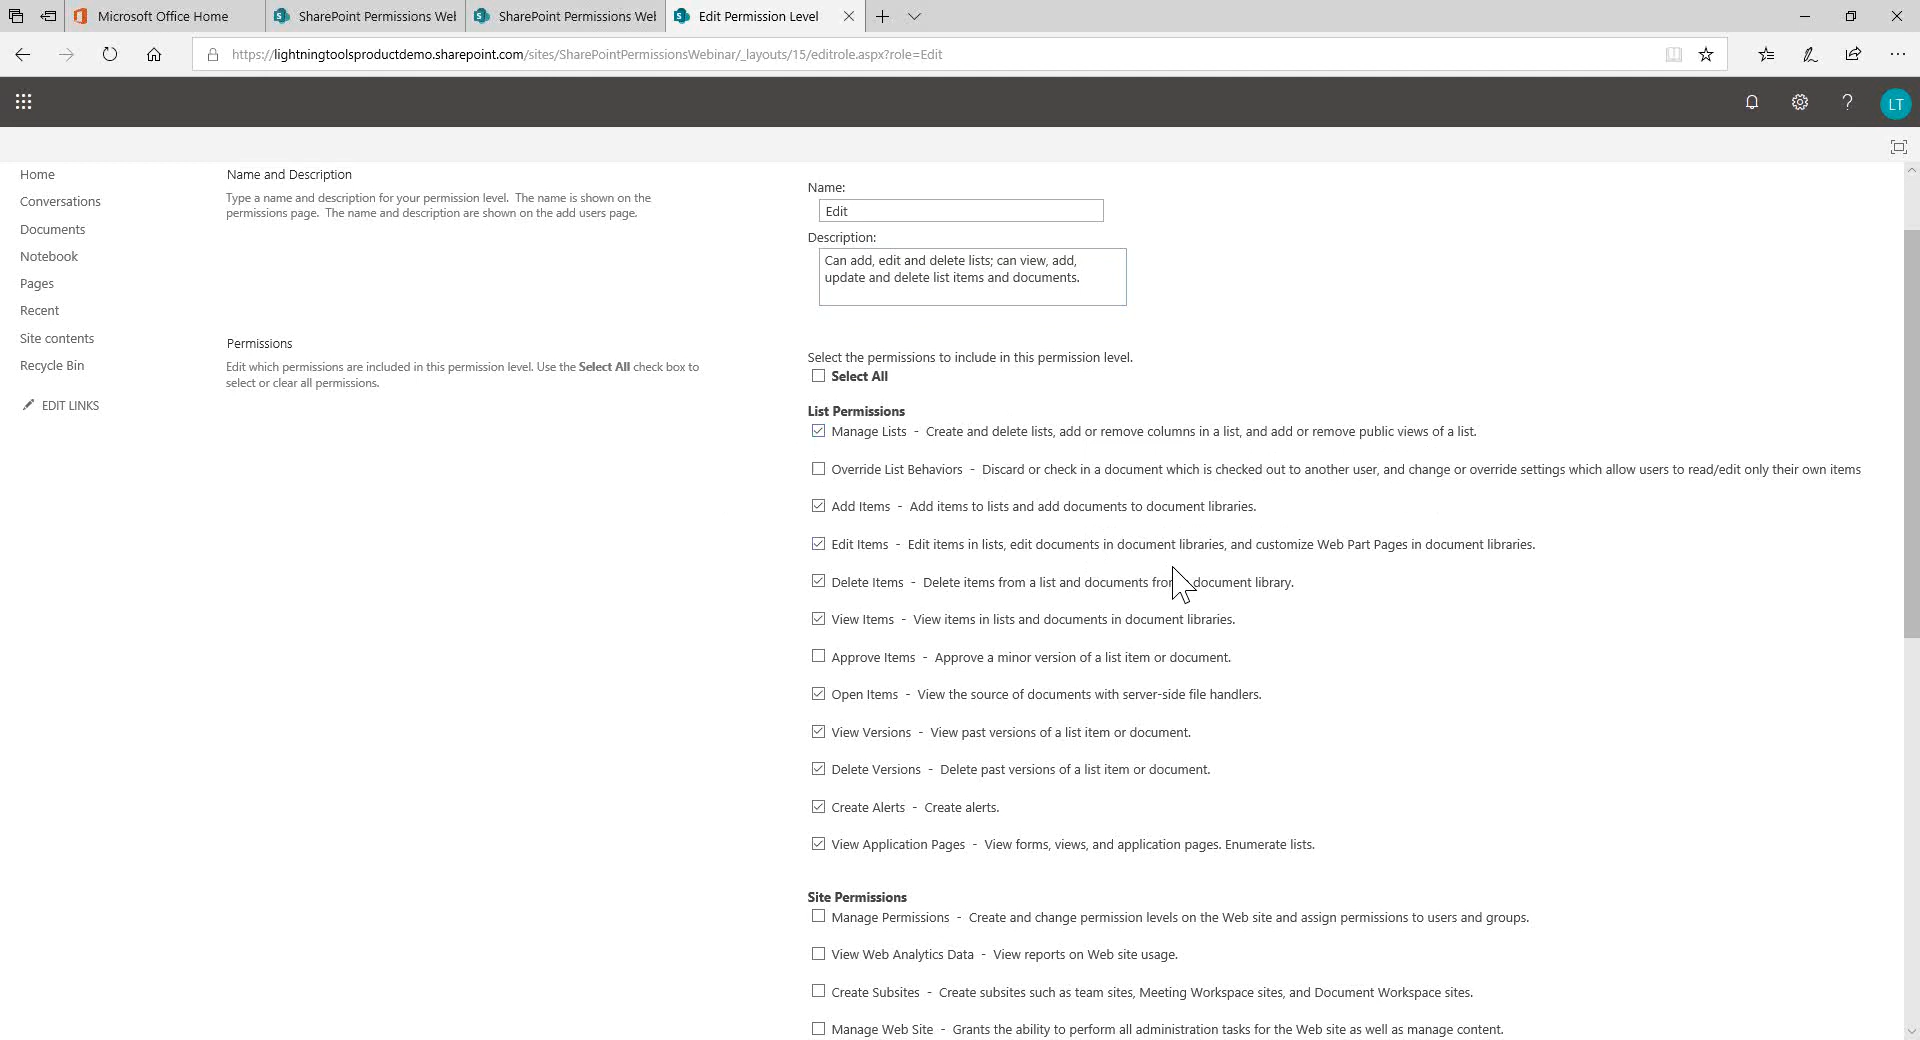 Microsoft Office Home
SharePoint Permissions Wel
SharePoint Permissions Wel
Edit Permission Level
https://lightningtoolsproductdemo.sharepoint.com/sites/SharePointPermissionsWebinar/_layouts/15/editrole.aspx?role=Edit
LT
Home
Conversations
Documents
Notebook
Pages
Recent
Site contents
Recycle Bin
EDIT LINKS
Name and Description
Type a name and description for your permission level. The name is shown on the
permissions page. The name and description are shown on the add users page.
Name:
Edit
Description:
Can add, edit and delete lists; can view, add,
update and delete list items and documents.
Permissions
Edit which permissions are included in this permission level. Use the Select All check box to
select or clear all permissions.
Select the permissions to include in this permission level.
Select All
List Permissions
Manage Lists - Create and delete lists, add or remove columns in a list, and add or remove public views of a list.
Override List Behaviors - Discard or check in a document which is checked out to another user, and change or override settings which allow users to read/edit only their own items
Add Items - Add items to lists and add documents to document libraries.
Edit Items - Edit items in lists, edit documents in document libraries, and customize Web Part Pages in document libraries.
Delete Items - Delete items from a list and documents from document library.
View Items - View items in lists and documents in document libraries.
Approve Items - Approve a minor version of a list item or document.
Open Items - View the source of documents with server-side file handlers.
View Versions - View past versions of a list item or document.
Delete Versions - Delete past versions of a list item or document.
Create Alerts - Create alerts.
View Application Pages - View forms, views, and application pages. Enumerate lists.
Site Permissions
Manage Permissions - Create and change permission levels on the Web site and assign permissions to users and groups.
View Web Analytics Data - View reports on Web site usage.
Create Subsites - Create subsites such as team sites, Meeting Workspace sites, and Document Workspace sites.
Manage Web Site - Grants the ability to perform all administration tasks for the Web site as well as manage content.